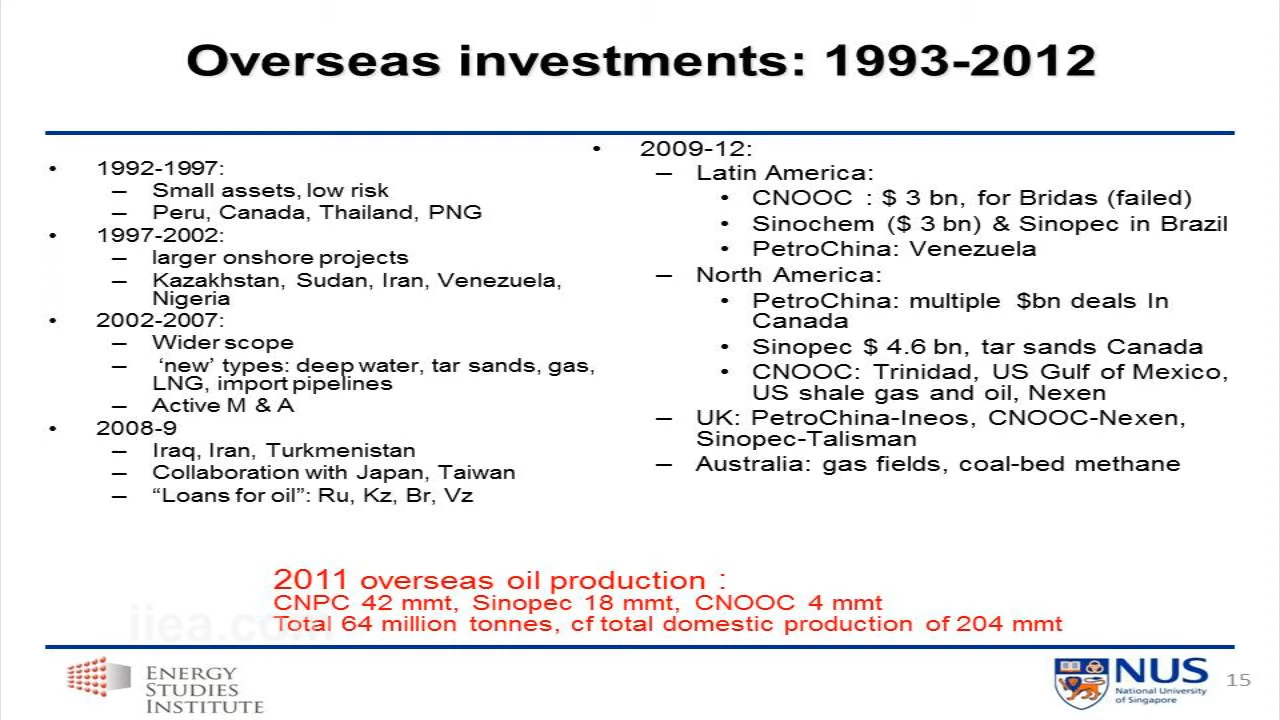 Overseas investments: 1993-2012
• 1992-1997:
– Small assets, low risk
– Peru, Canada, Thailand, PNG
• 1997-2002:
– larger onshore projects
– Kazakhstan, Sudan, Iran, Venezuela,
Nigeria
• 2002-2007:
– Wider scope
– ‘new’ types: deep water, tar sands, gas,
LNG, import pipelines
– Active M & A
• 2008-9
– Iraq, Iran, Turkmenistan
– Collaboration with Japan, Taiwan
– “Loans for oil”: Ru, Kz, Br, Vz
• 2009-12:
– Latin America:
• CNOOC : $ 3 bn, for Bridas (failed)
• Sinochem ($ 3 bn) & Sinopec in Brazil
• PetroChina: Venezuela
– North America:
• PetroChina: multiple $bn deals In
Canada
• Sinopec $ 4.6 bn, tar sands Canada
• CNOOC: Trinidad, US Gulf of Mexico,
US shale gas and oil, Nexen
– UK: PetroChina-Ineos, CNOOC-Nexen,
Sinopec-Talisman
– Australia: gas fields, coal-bed methane
2011 overseas oil production :
CNPC 42 mmt, Sinopec 18 mmt, CNOOC 4 mmt
Total 64 million tonnes, cf total domestic production of 204 mmt
iiea.com
ENERGY
STUDIES
INSTITUTE
NUS
National University
of Singapore
15